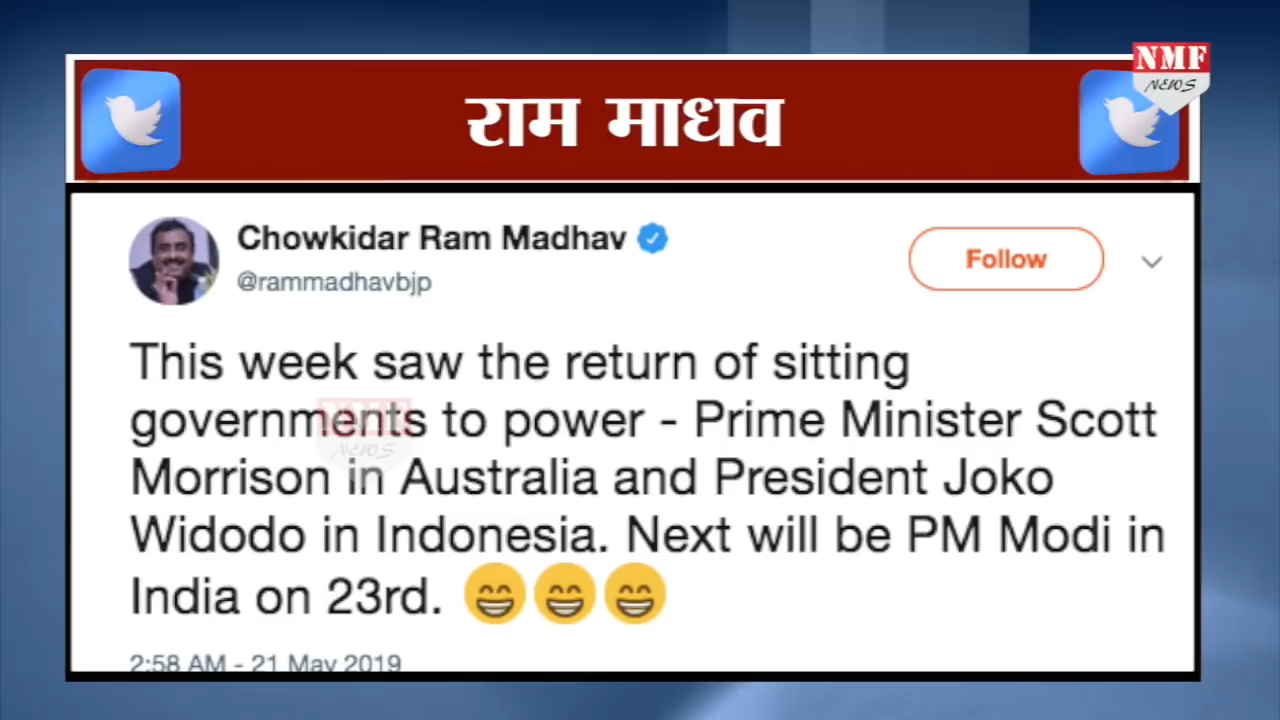 NMF
NEWS
राम माधव
Chowkidar Ram Madhav
@rammadhavbjp
Follow
This week saw the return of sitting
governments to power - Prime Minister Scott
Morrison in Australia and President Joko
Widodo in Indonesia. Next will be PM Modi in
India on 23rd. 😁😁😁
NMF
NEWS
2:58 AM - 21 May 2019